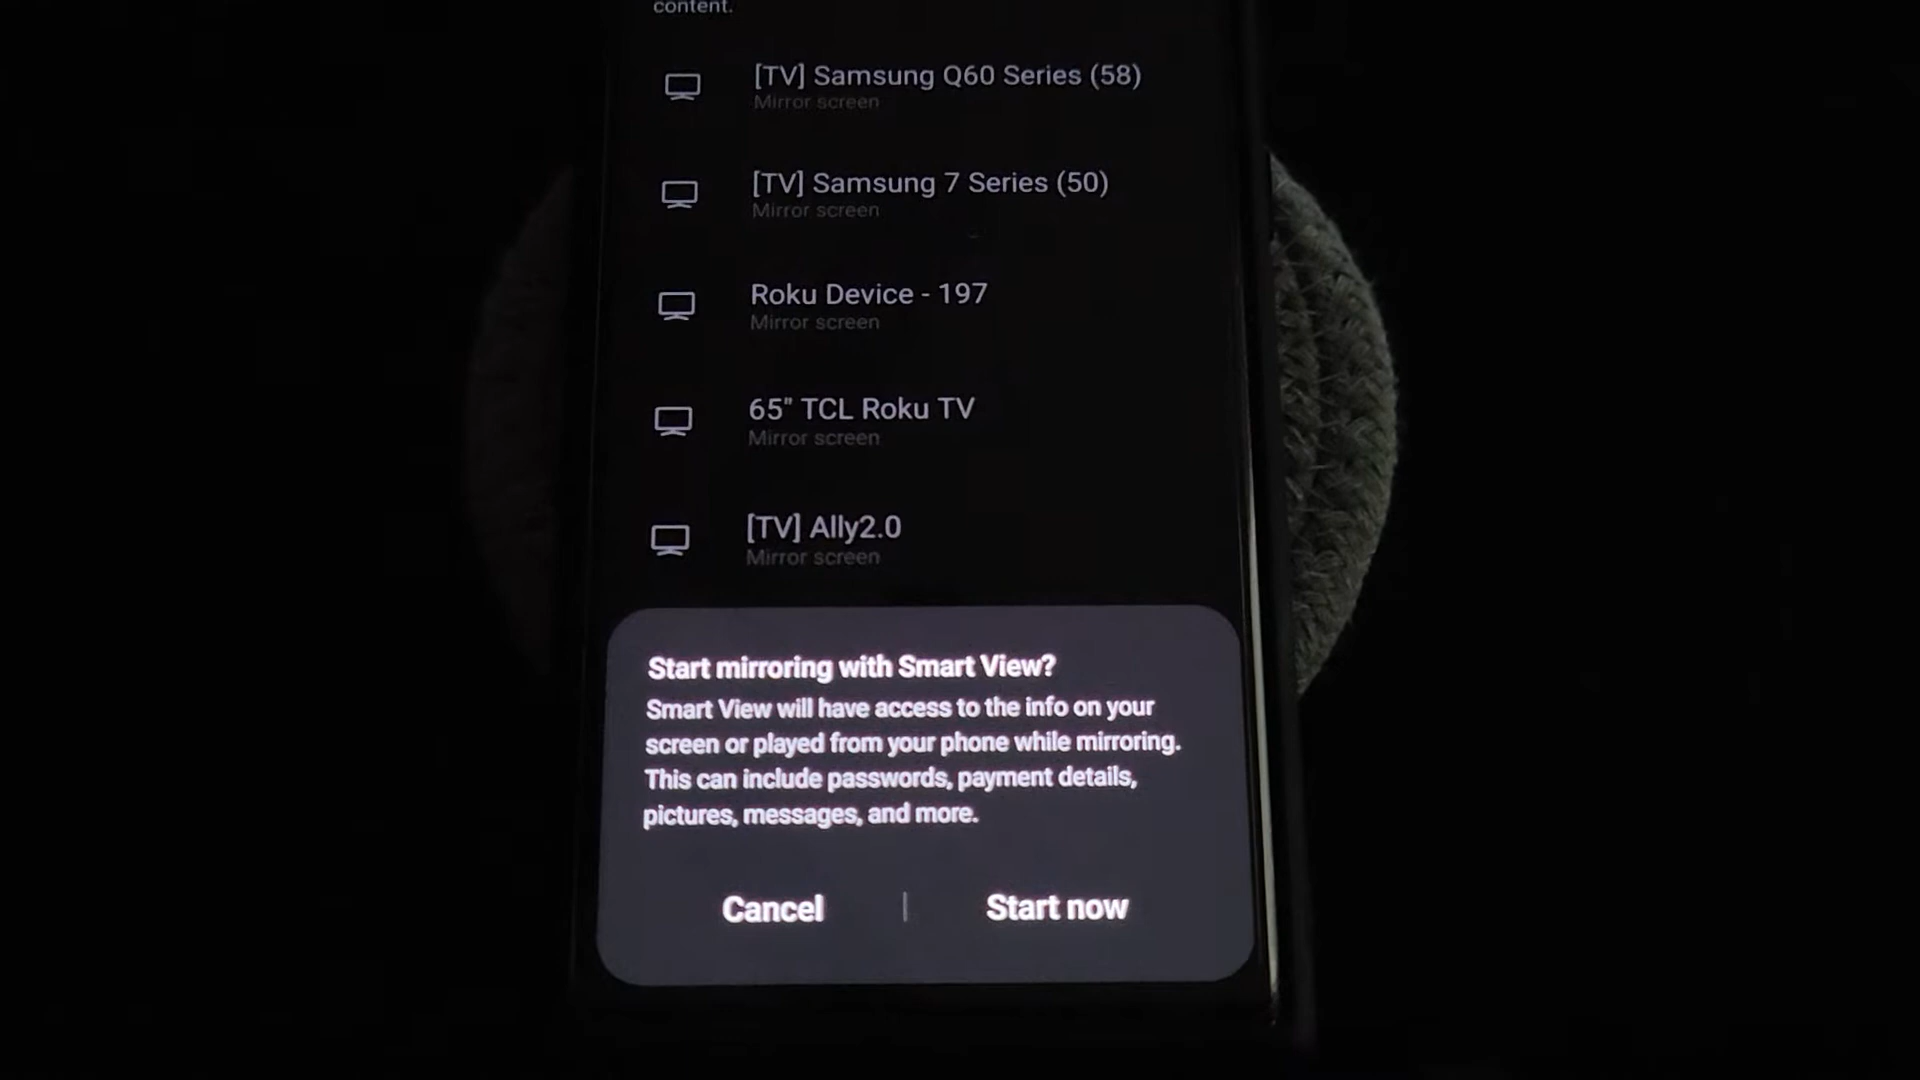 content.
[TV] Samsung Q60 Series (58)
Mirror screen
[TV] Samsung 7 Series (50)
Mirror screen
Roku Device - 197
Mirror screen
65" TCL Roku TV
Mirror screen
[TV] Ally2.0
Mirror screen
Start mirroring with Smart View?
Smart View will have access to the info on your
screen or played from your phone while mirroring.
This can include passwords, payment details,
pictures, messages, and more.
Cancel | Start now